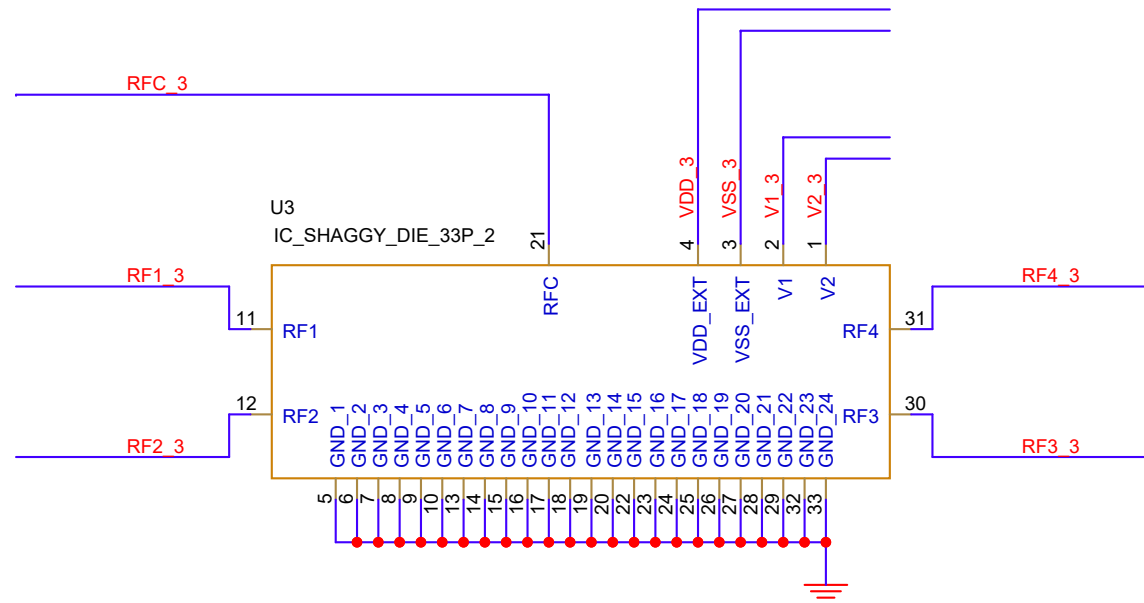 RFC_3
VDD_3
VSS_3
V1_3
V2_3
U3
IC_SHAGGY_DIE_33P_2
21
4
3
2
1
RF1_3
RF4_3
RFC
VDD_EXT
VSS_EXT
V1
V2
11
RF1
RF4
31
12
RF2
RF3
30
GND_1
GND_2
GND_3
GND_4
GND_5
GND_6
GND_7
GND_8
GND_9
GND_10
GND_11
GND_12
GND_13
GND_14
GND_15
GND_16
GND_17
GND_18
GND_19
GND_20
GND_21
GND_22
GND_23
GND_24
RF2_3
RF3_3
5
6
7
8
9
10
13
14
15
16
17
18
19
20
22
23
24
25
26
27
28
29
32
33